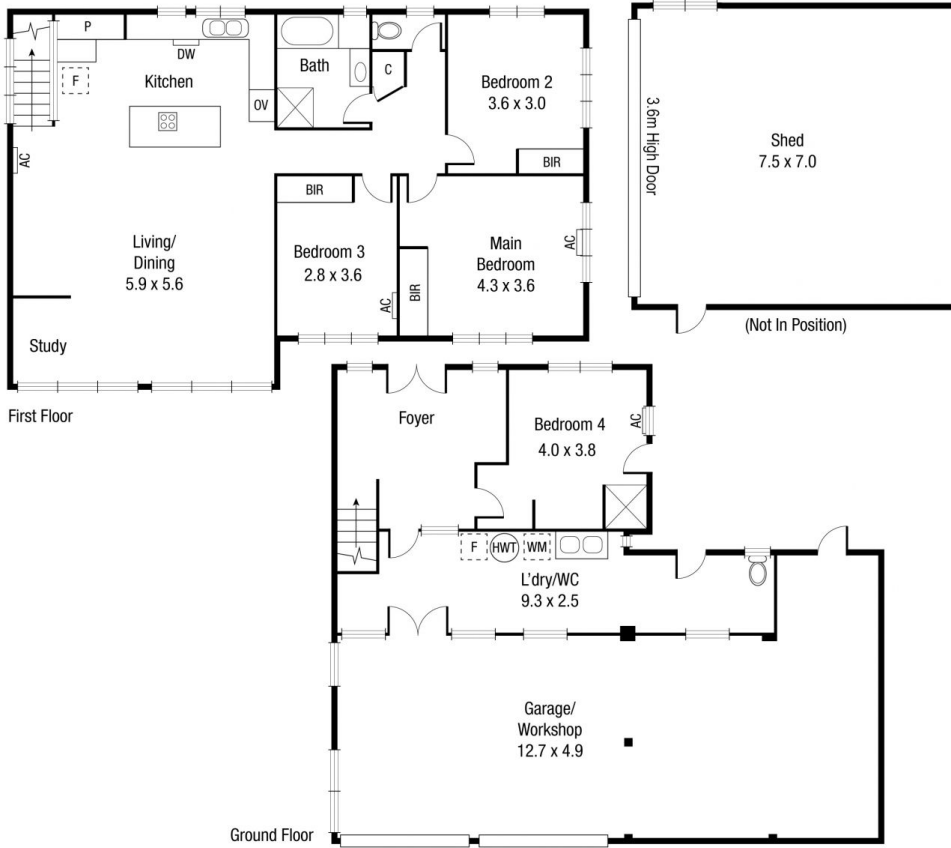 P
DW
F
Kitchen
OV
AC
Bath
C
Bedroom 2
3.6 x 3.0
BIR
BIR
Living/
Dining
5.9 x 5.6
Bedroom 3
2.8 x 3.6
AC
BIR
Main
Bedroom
4.3 x 3.6
AC
Study
First Floor
3.6m High Door
Shed
7.5 x 7.0
(Not In Position)
Foyer
Bedroom 4
4.0 x 3.8
AC
F
HWT
WM
L'dry/WC
9.3 x 2.5
Garage/
Workshop
12.7 x 4.9
Ground Floor